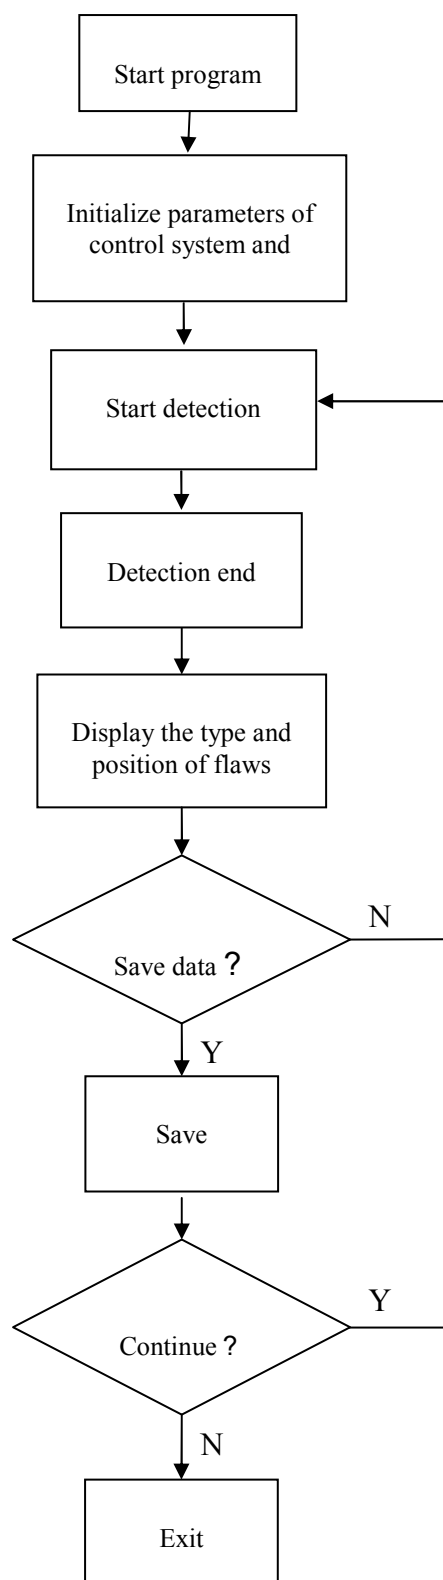 Start program
Initialize parameters of
control system and
Start detection
Detection end
Display the type and
position of flaws
N
Save data ?
Y
Save
Y
Continue ?
N
Exit